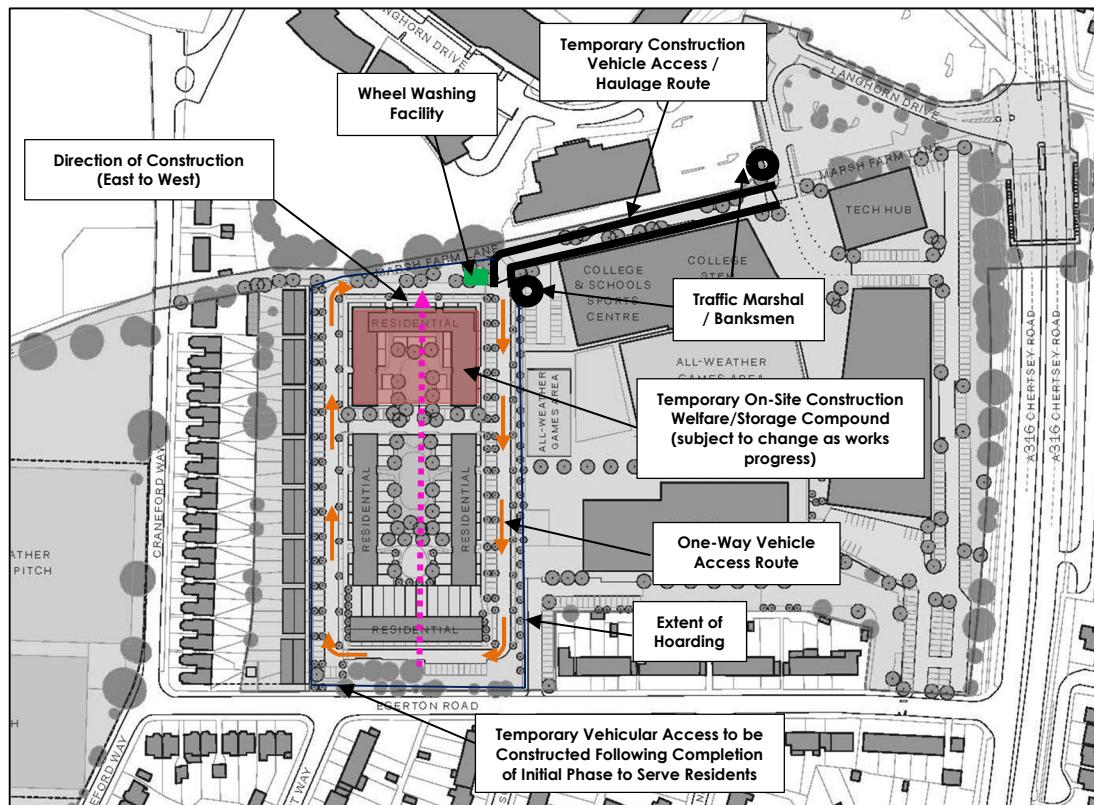 LANGHORN DRIVE
Temporary Construction
Vehicle Access /
Haulage Route
LANGHORN DRIVE
Wheel Washing
Facility
Direction of Construction
(East to West)
MARSH FARM LANE
TECH HUB
MARSH FARM LANE
COLLEGE
& SCHOOLS
SPORTS
CENTRE
COLLEGE
STEM
Traffic Marshal
/ Banksmen
RESIDENTIAL
ALL-WEATHER
GAMES AREA
ALL-WEATHER
GAMES AREA
Temporary On-Site Construction
Welfare/Storage Compound
(subject to change as works
progress)
A316 CHERTSEY ROAD
A316 CHERTSEY ROAD
CRANEFORD WAY
RESIDENTIAL
RESIDENTIAL
ATHER
PITCH
One-Way Vehicle
Access Route
Extent of
Hoarding
RESIDENTIAL
EGERTON ROAD
Temporary Vehicular Access to be
Constructed Following Completion
of Initial Phase to Serve Residents